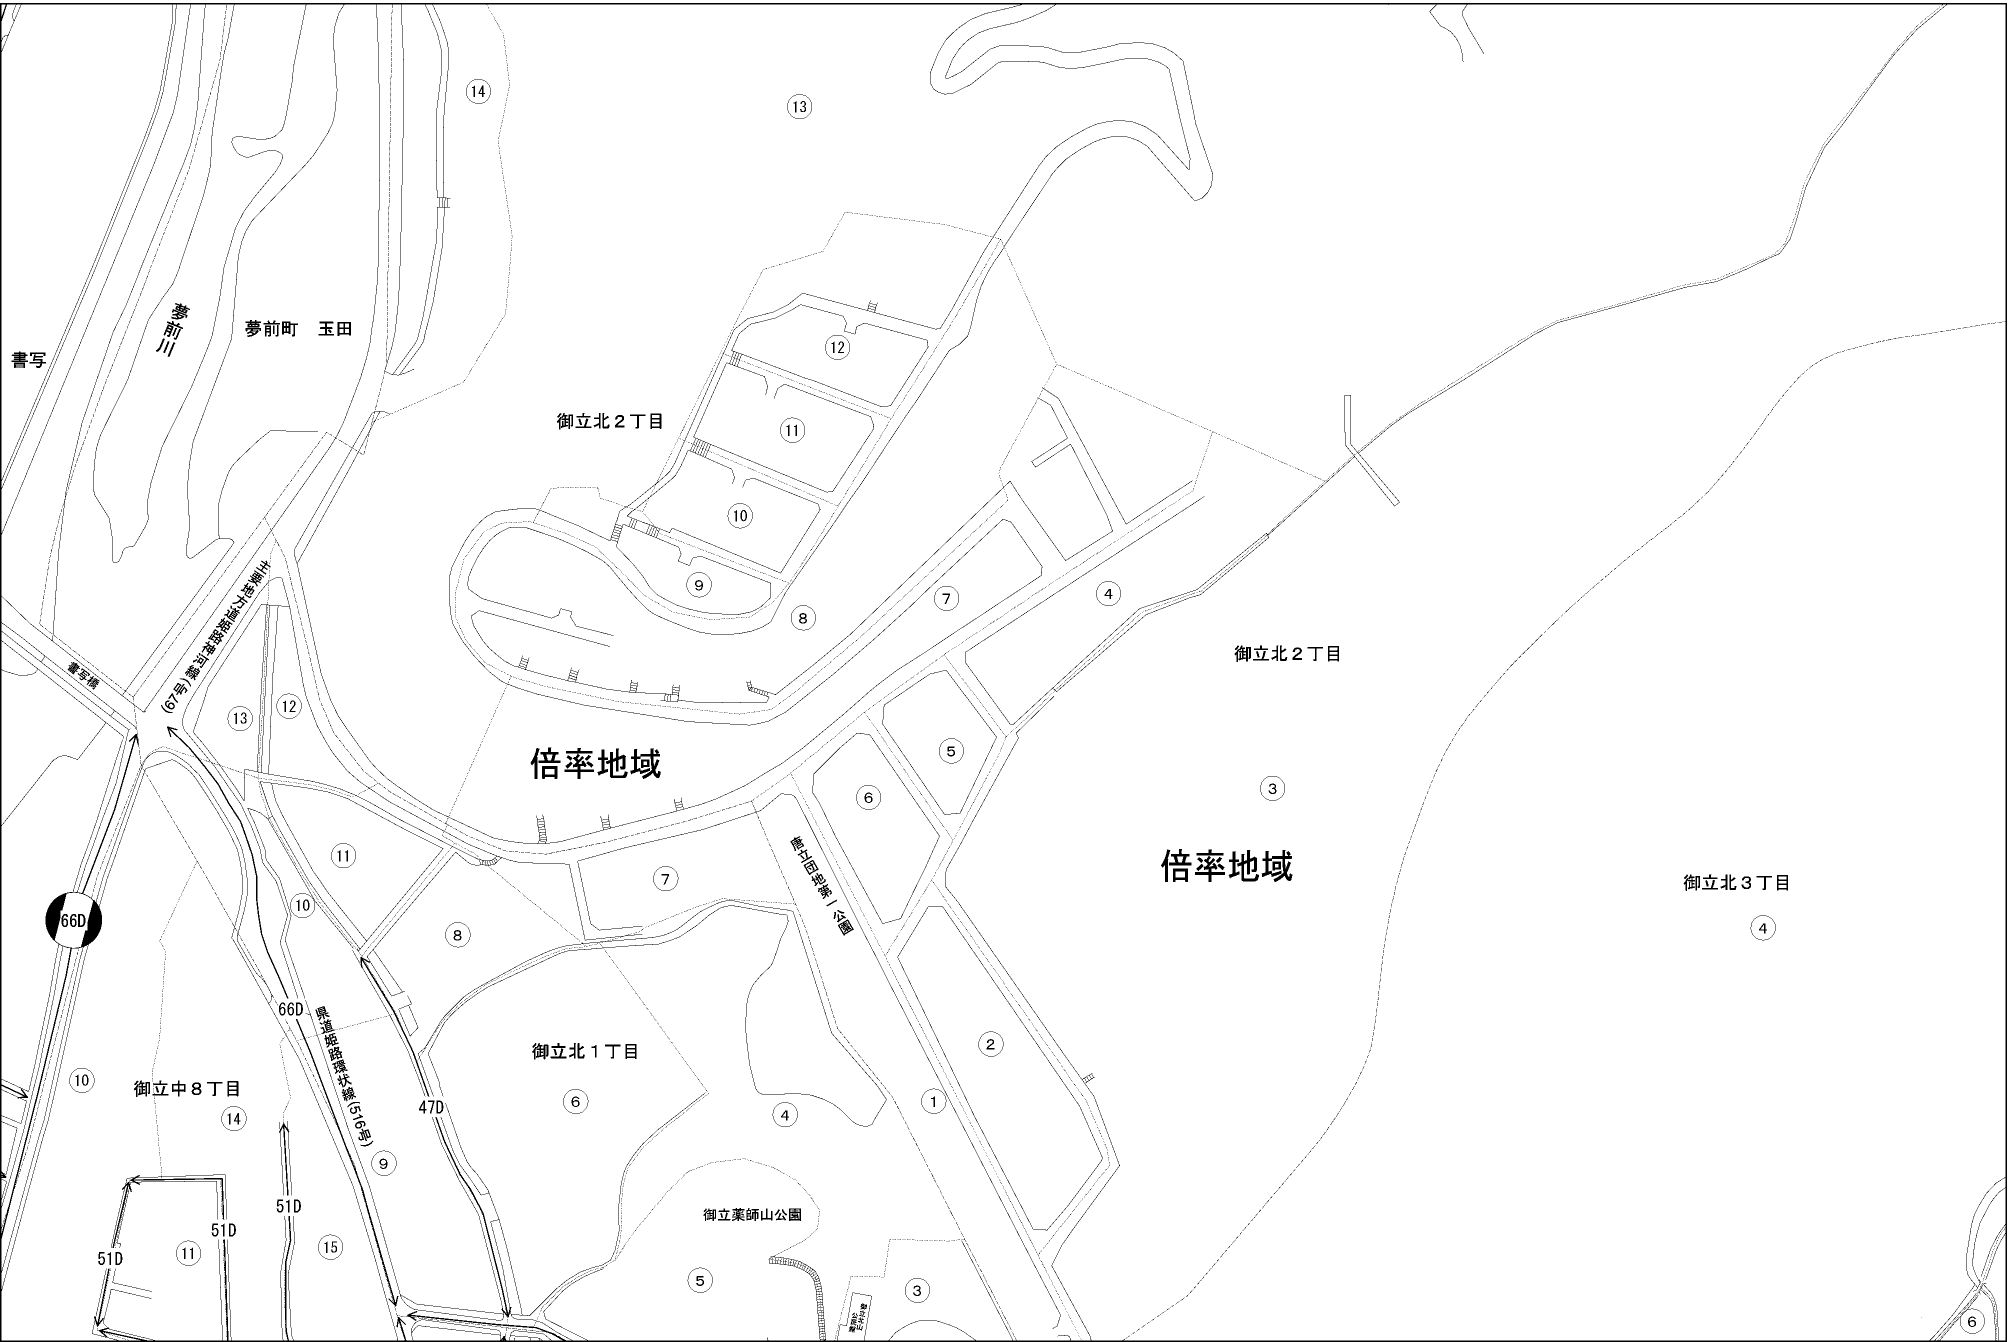 14
13
夢前川
夢前町 玉田
書写
12
御立北2丁目
11
10
9
8
7
4
主要地方道姫路神河線
(67号)
書写橋
御立北2丁目
13
12
5
倍率地域
6
3
11
唐立団地第一公園
倍率地域
7
御立北3丁目
10
66D
8
4
66D
県道姫路環状線(516号)
2
御立北1丁目
10
御立中8丁目
6
47D
1
4
14
9
51D
御立薬師山公園
51D
15
11
51D
5
3
6